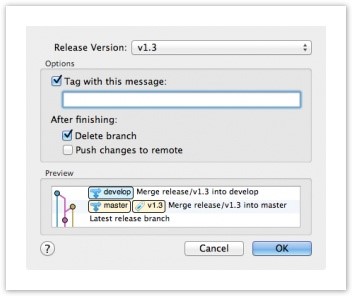 Release Version: v1.3
Options
Tag with this message:
After finishing:
Delete branch
Push changes to remote
Preview
develop Merge release/v1.3 into develop
master v1.3 Merge release/v1.3 into master
Latest release branch
? Cancel OK